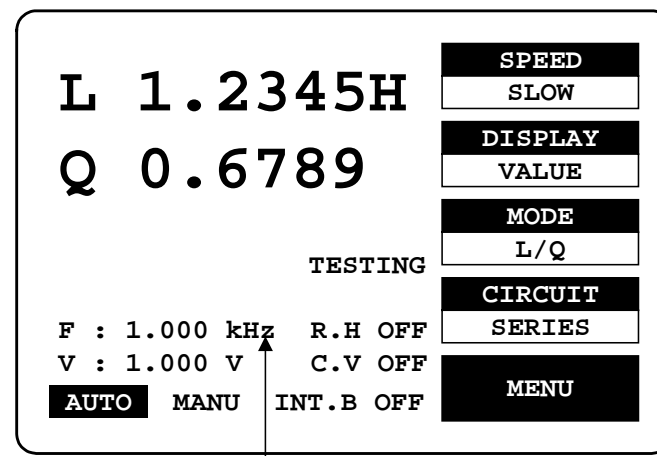 L 1.2345H
Q 0.6789
TESTING
F : 1.000 kHz R.H OFF
V : 1.000 V C.V OFF
AUTO MANU INT.B OFF
SPEED
SLOW
DISPLAY
VALUE
MODE
L/Q
CIRCUIT
SERIES
MENU